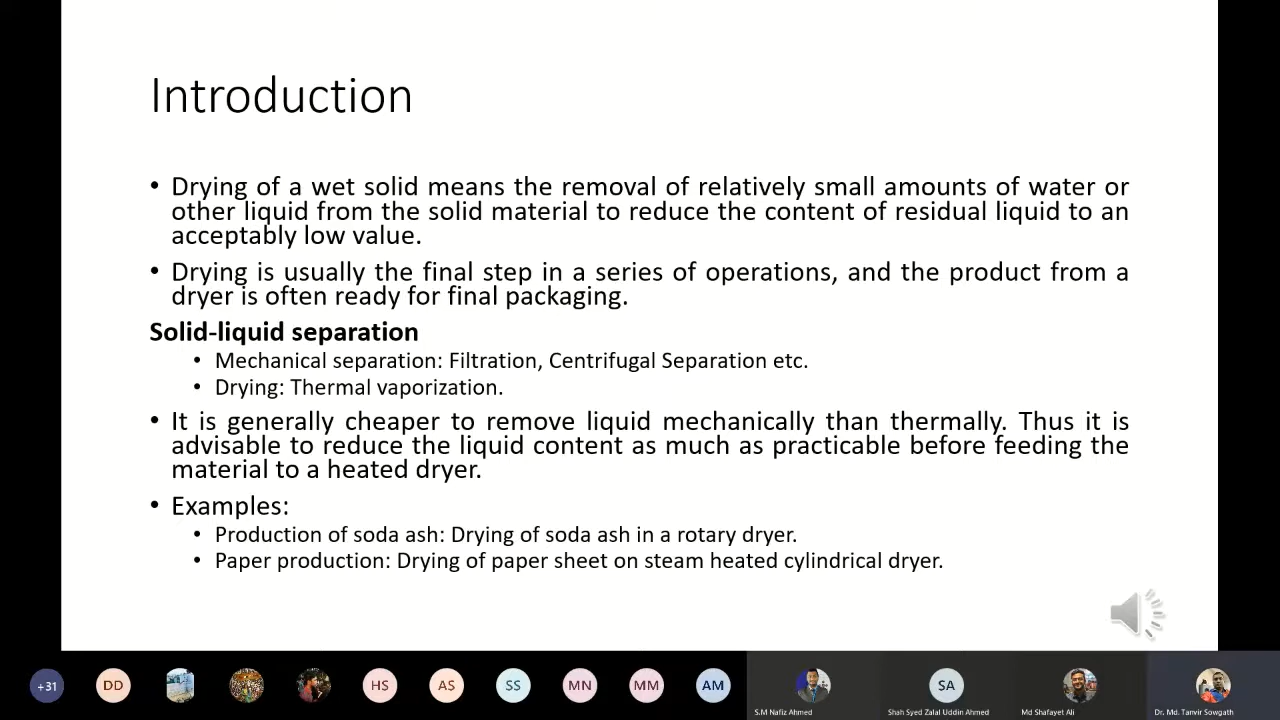 Introduction
• Drying of a wet solid means the removal of relatively small amounts of water or
other liquid from the solid material to reduce the content of residual liquid to an
acceptably low value.
• Drying is usually the final step in a series of operations, and the product from a
dryer is often ready for final packaging.
Solid-liquid separation
• Mechanical separation: Filtration, Centrifugal Separation etc.
• Drying: Thermal vaporization.
• It is generally cheaper to remove liquid mechanically than thermally. Thus it is
advisable to reduce the liquid content as much as practicable before feeding the
material to a heated dryer.
• Examples:
• Production of soda ash: Drying of soda ash in a rotary dryer.
• Paper production: Drying of paper sheet on steam heated cylindrical dryer.
+31 DD HS AS SS MN MM AM SA
S.M Nafiz Ahmed Shah Syed Zalal Uddin Ahmed Md Shafayet Ali Dr. Md. Tanvir Sowgath